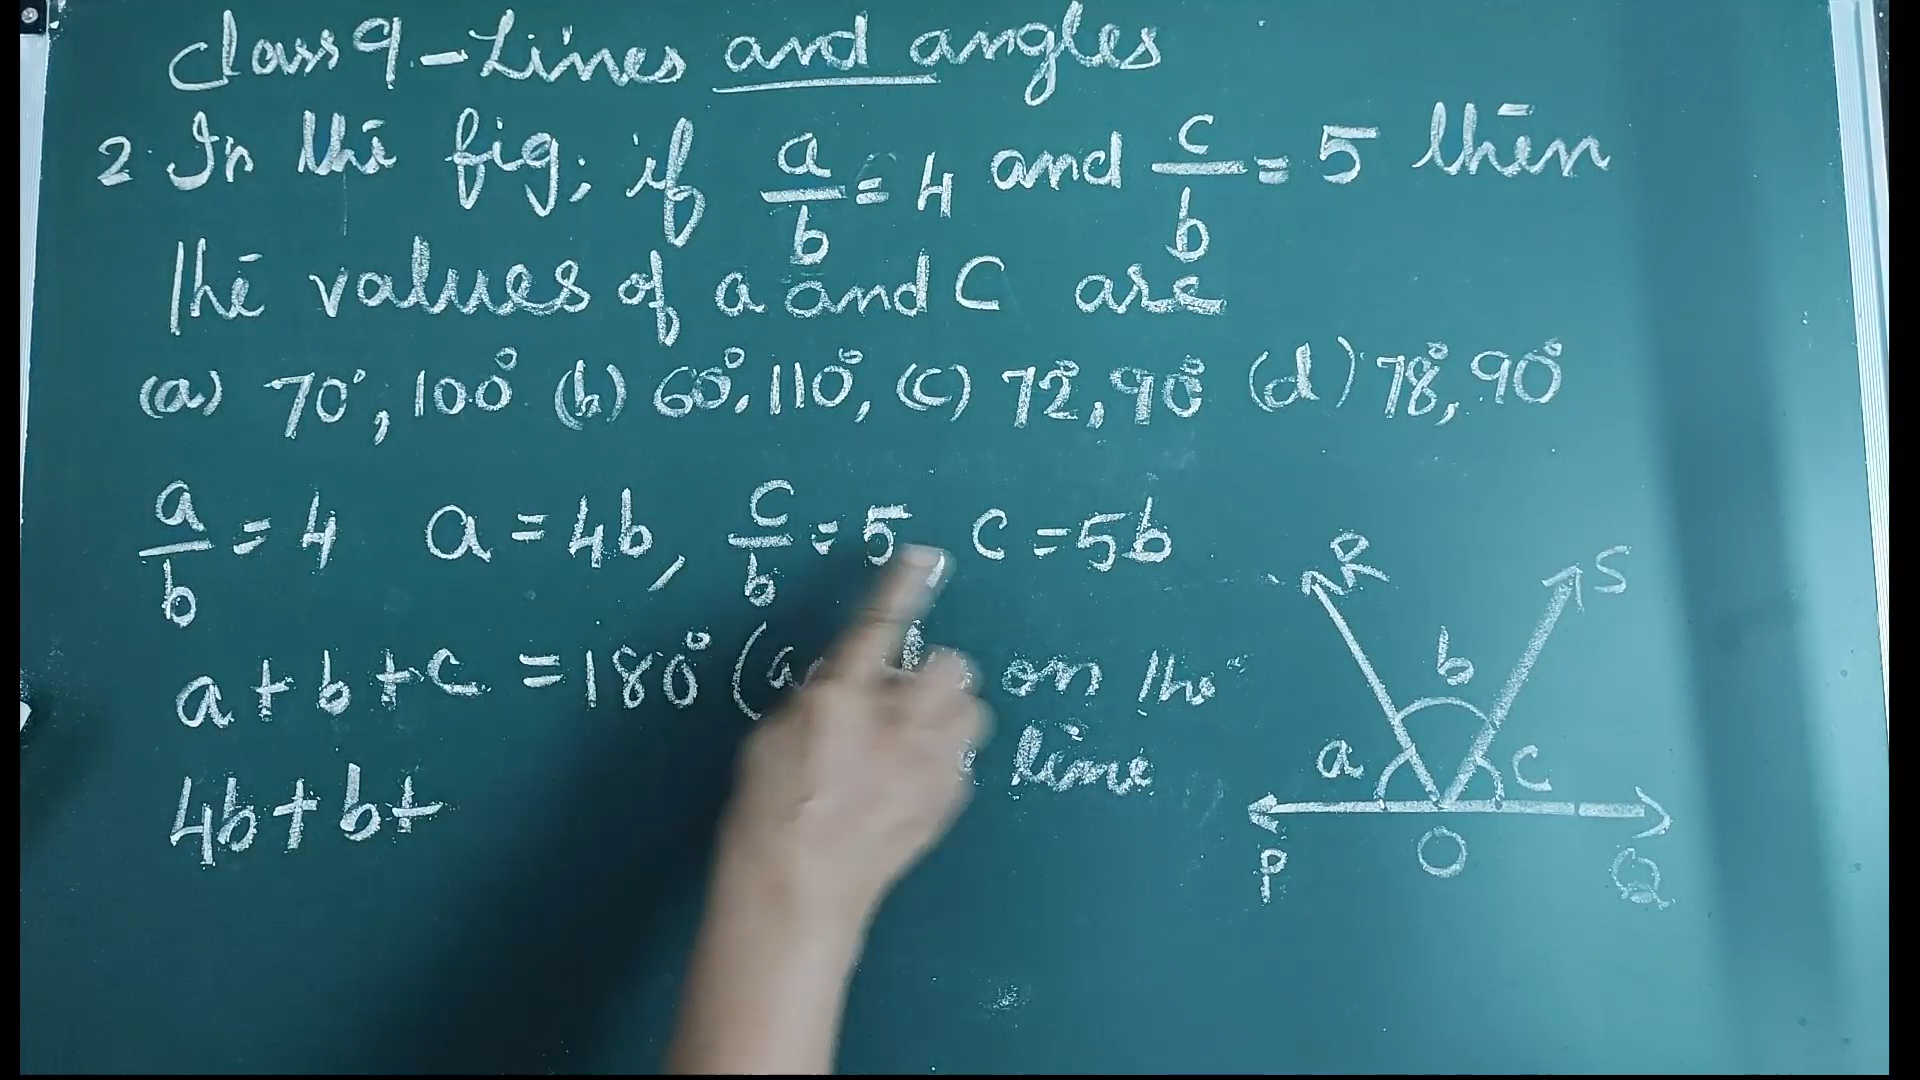 Class 9 - Lines and angles
2. In the fig; if a/b = 4 and c/b = 5 then
the values of a and c are
(a) 70°, 100° (b) 60°, 110°, (c) 72°, 90° (d) 78°, 90°
a/b = 4 a = 4b, c/b = 5, c = 5b
a + b + c = 180° ( on the
line
4b + b +
R S
b
a c
P O Q